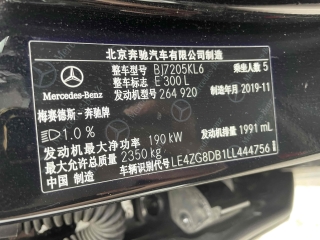 北京奔驰汽车有限公司制造
整车型号 BJ7205KL6 乘坐人数 5
整车型号 E 300 L
Mercedes-Benz 发动机型号 264 920 制造年月 2019-11
梅赛德斯-奔驰牌
1.0 % 发动机排量 1991 mL
发动机最大净功率 190 kW
最大允许总质量 2350 kg
中国 制造 车辆识别代号 LE4ZG8DB1LL444756